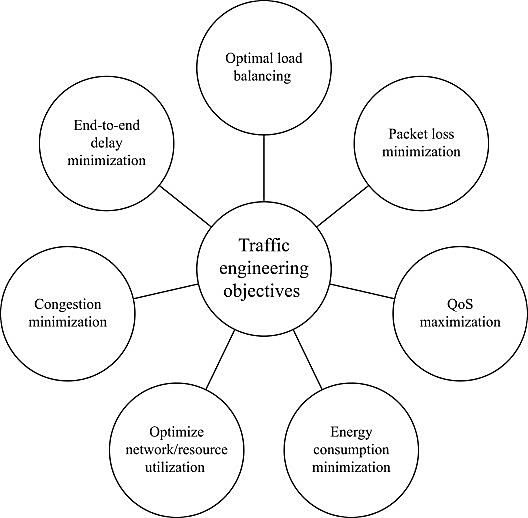 Optimal load
balancing
End-to-end
delay
minimization
Packet loss
minimization
Traffic
engineering
objectives
Congestion
minimization
QoS
maximization
Optimize
network/resource
utilization
Energy
consumption
minimization